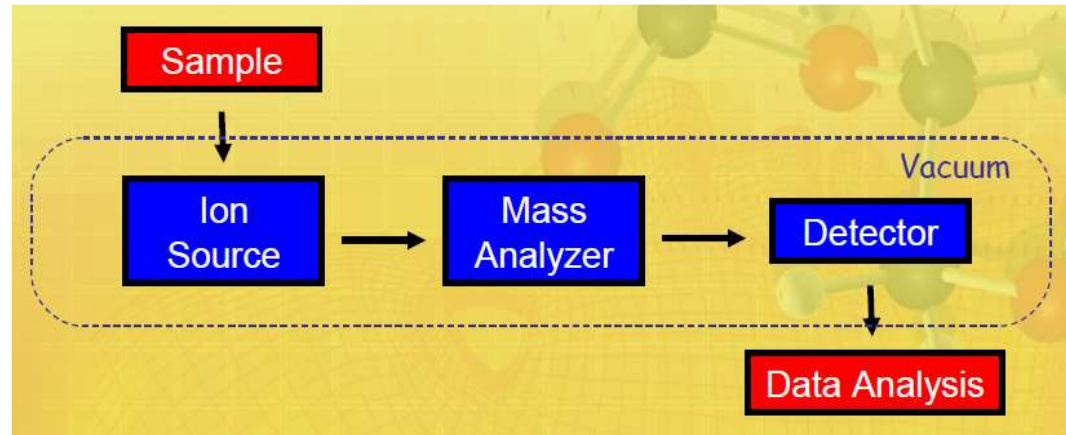 Sample
Vacuum
Ion
Source
Mass
Analyzer
Detector
Data Analysis